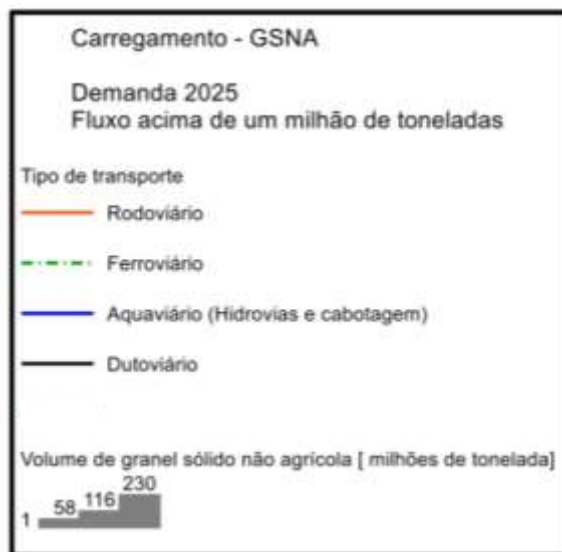 Carregamento - GSNA
Demanda 2025
Fluxo acima de um milhão de toneladas
Tipo de transporte
Rodoviário
Ferroviário
Aquaviário (Hidrovias e cabotagem)
Dutoviário
Volume de granel sólido não agrícola [ milhões de tonelada]
1 58 116 230